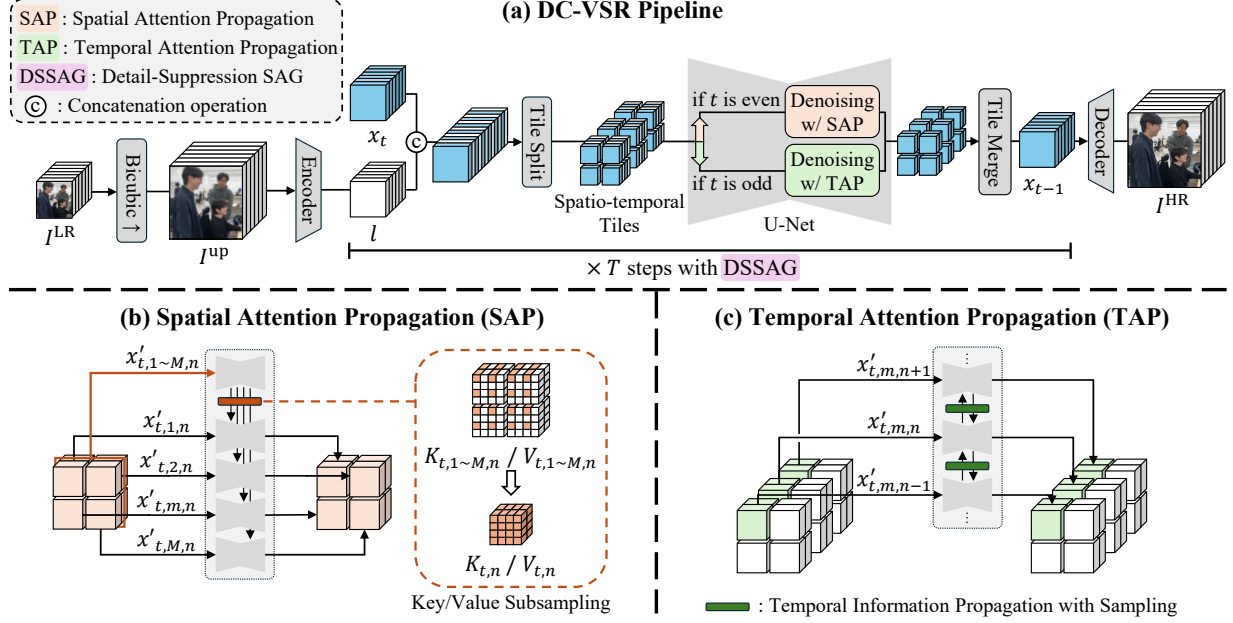 (a) DC-VSR Pipeline
SAP : Spatial Attention Propagation
TAP : Temporal Attention Propagation
DSSAG : Detail-Suppression SAG
c : Concatenation operation
I^LR
Bicubic ↑
I^up
Encoder
x_t
l
c
Tile Split
Spatio-temporal
Tiles
if t is even
if t is odd
Denoising
w/ SAP
Denoising
w/ TAP
U-Net
Tile Merge
x_{t−1}
Decoder
I^HR
× T steps with DSSAG
(b) Spatial Attention Propagation (SAP)
x′_{t,1~M,n}
x′_{t,1,n}
x′_{t,2,n}
x′_{t,m,n}
x′_{t,M,n}
K_{t,1~M,n} / V_{t,1~M,n}
K_{t,n} / V_{t,n}
Key/Value Subsampling
(c) Temporal Attention Propagation (TAP)
x′_{t,m,n+1}
x′_{t,m,n}
x′_{t,m,n−1}
: Temporal Information Propagation with Sampling